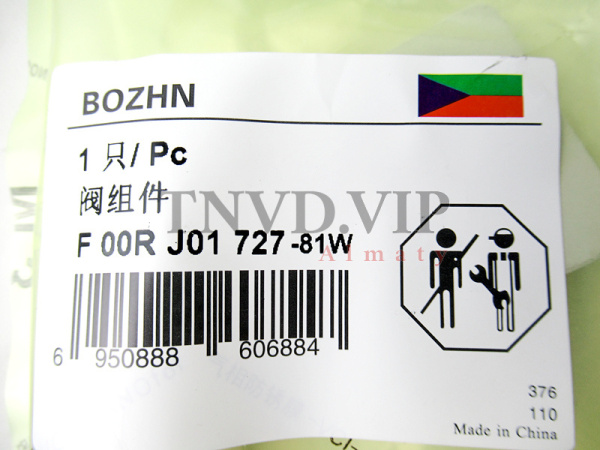 BOZHN
1 只/ Pc
阀组件
TNVD.VIP
F 00R J01 727 -81W
Almaty
6 950888 606884
376
110
Made in China